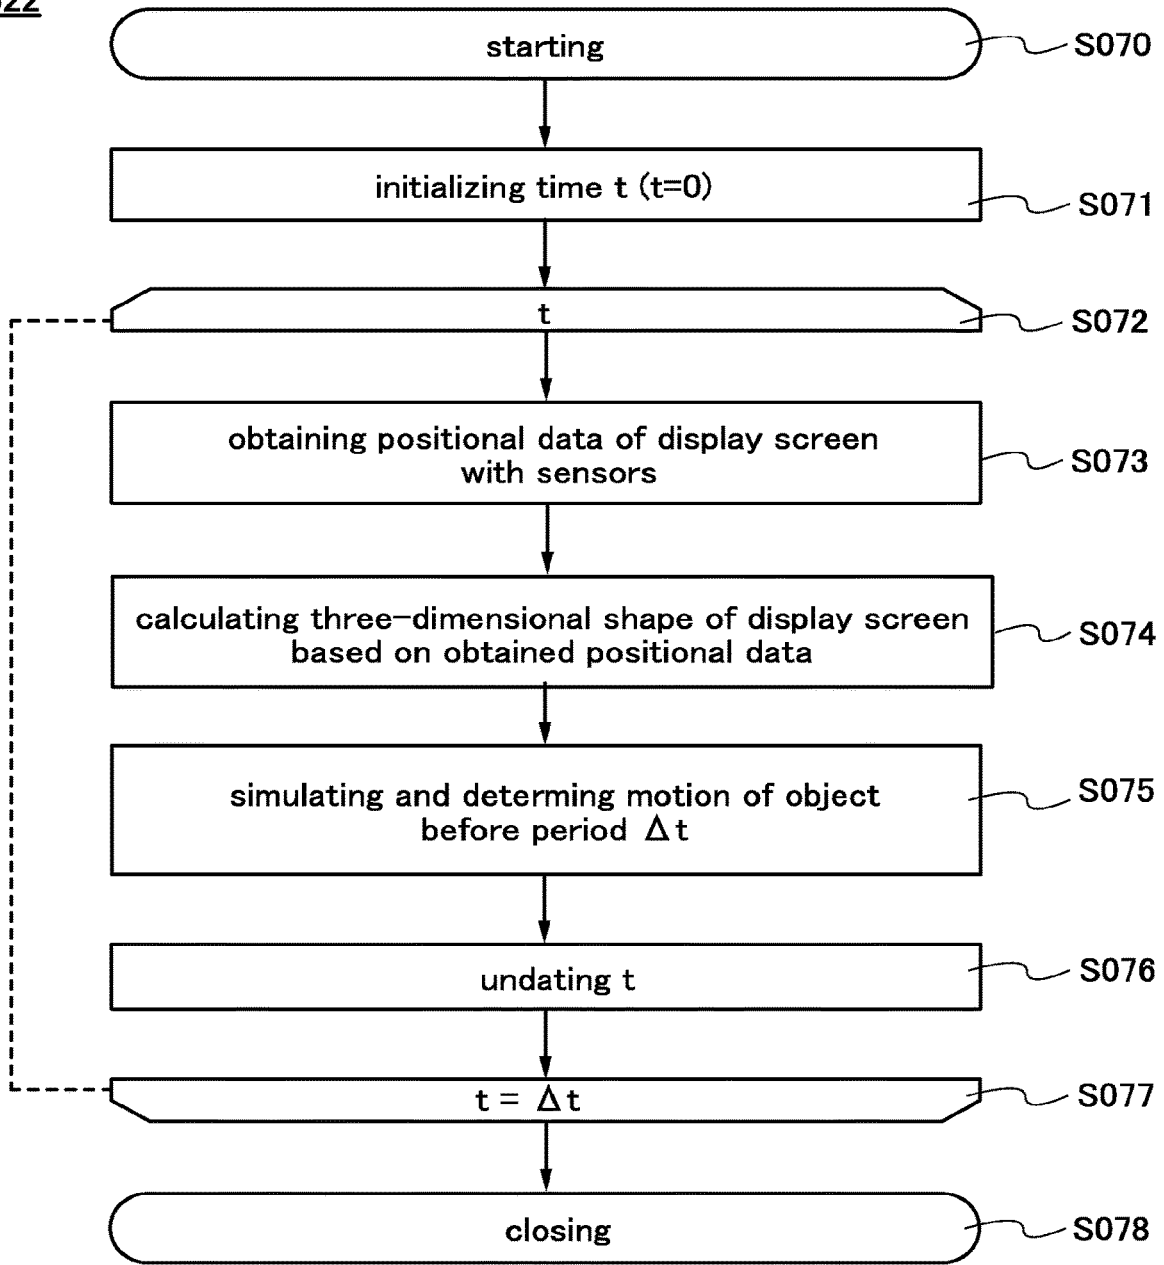 starting
S070
initializing time t (t=0)
S071
t
S072
obtaining positional data of display screen
with sensors
S073
calculating three-dimensional shape of display screen
based on obtained positional data
S074
simulating and determing motion of object
before period Δt
S075
undating t
S076
t = Δt
S077
closing
S078